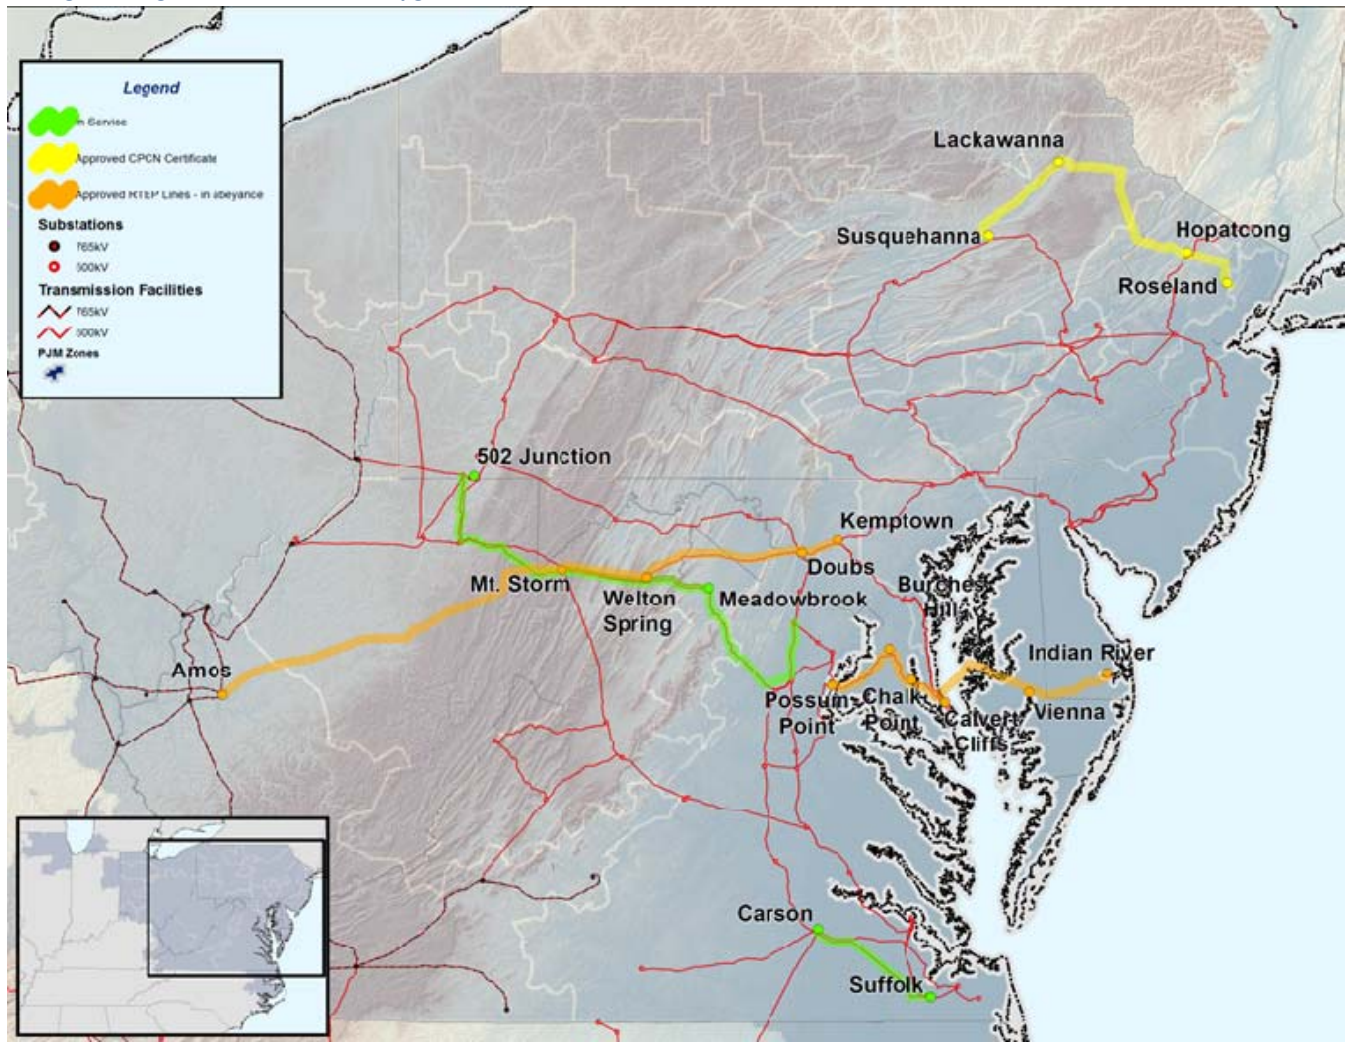 Legend
In Service
Approved CPCN Certificate
Approved RTEP Lines - in abeyance
Substations
765kV
500kV
Transmission Facilities
765kV
500kV
PJM Zones
Lackawanna
Susquehanna
Hopatcong
Roseland
502 Junction
Kemptown
Mt. Storm
Doubs
Welton
Spring
Meadowbrook
Burches
Hill
Amos
Indian River
Possum
Point
Chalk
Point
Calvert
Cliffs
Vienna
Carson
Suffolk